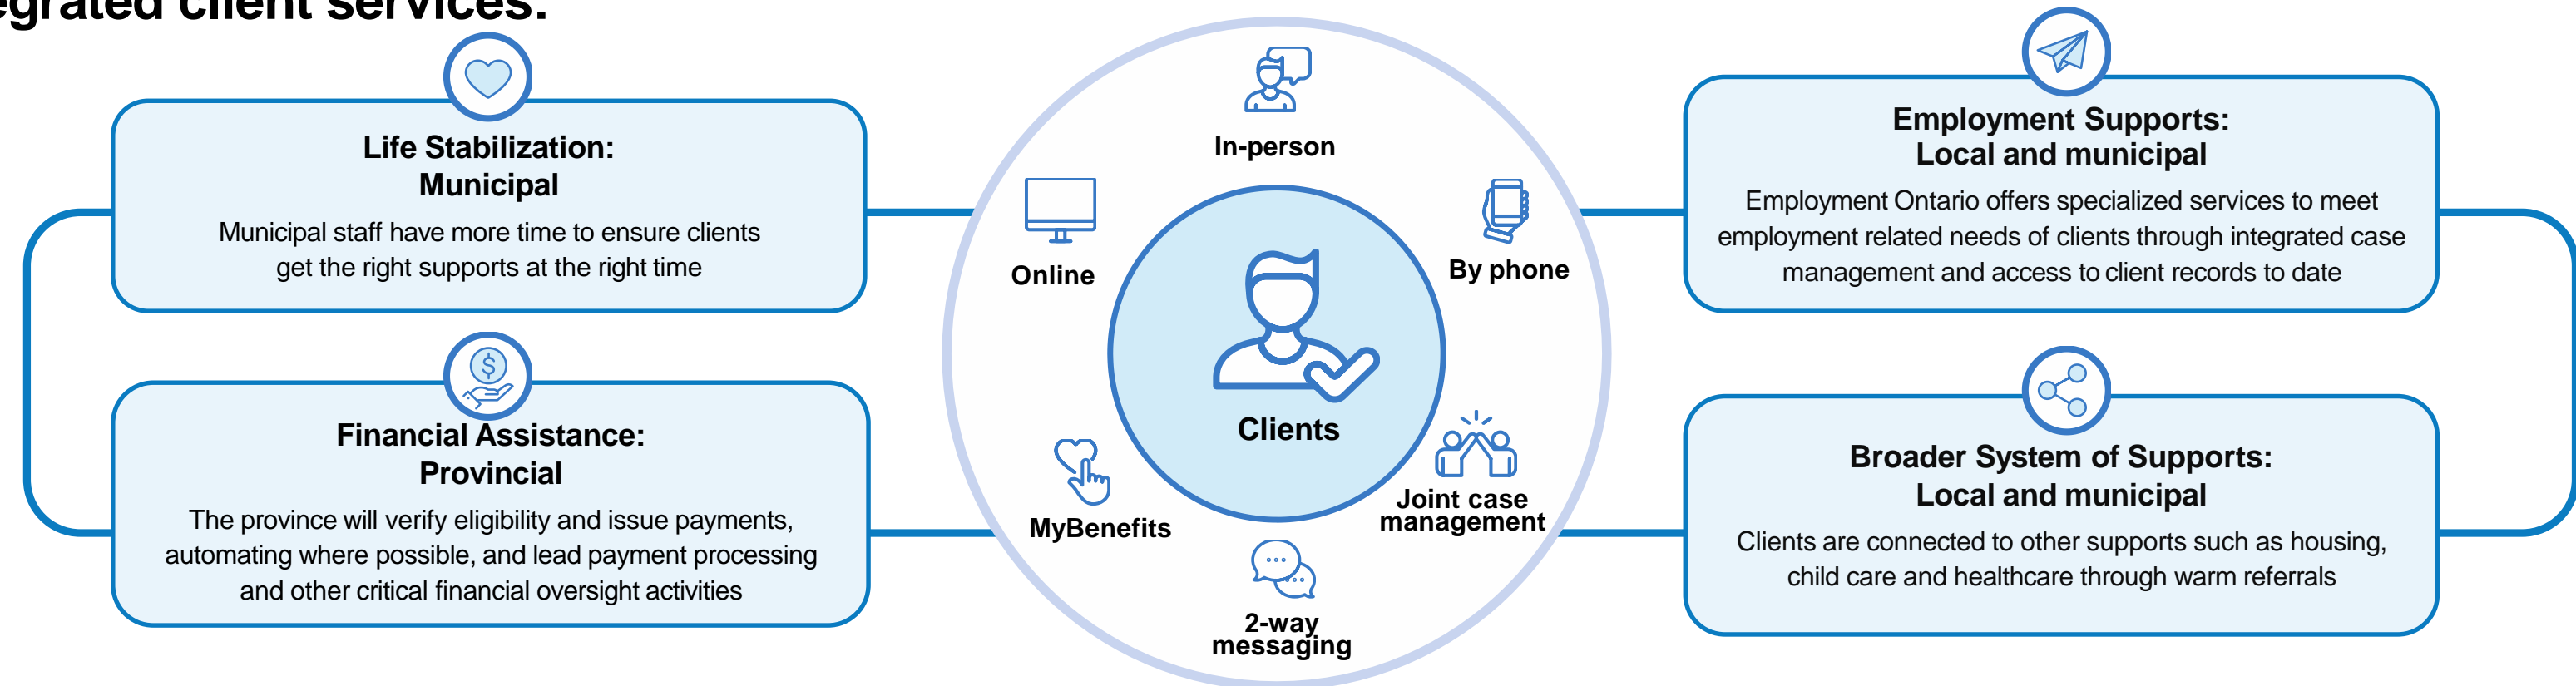 client services.
Life Stabilization:
Municipal
Municipal staff have more time to ensure clients
get the right supports at the right time
Financial Assistance:
Provincial
The province will verify eligibility and issue payments,
automating where possible, and lead payment processing
and other critical financial oversight activities
In-person
Online
By phone
Clients
MyBenefits
Joint case
management
2-way
messaging
Employment Supports:
Local and municipal
Employment Ontario offers specialized services to meet
employment related needs of clients through integrated case
management and access to client records to date
Broader System of Supports:
Local and municipal
Clients are connected to other supports such as housing,
child care and healthcare through warm referrals